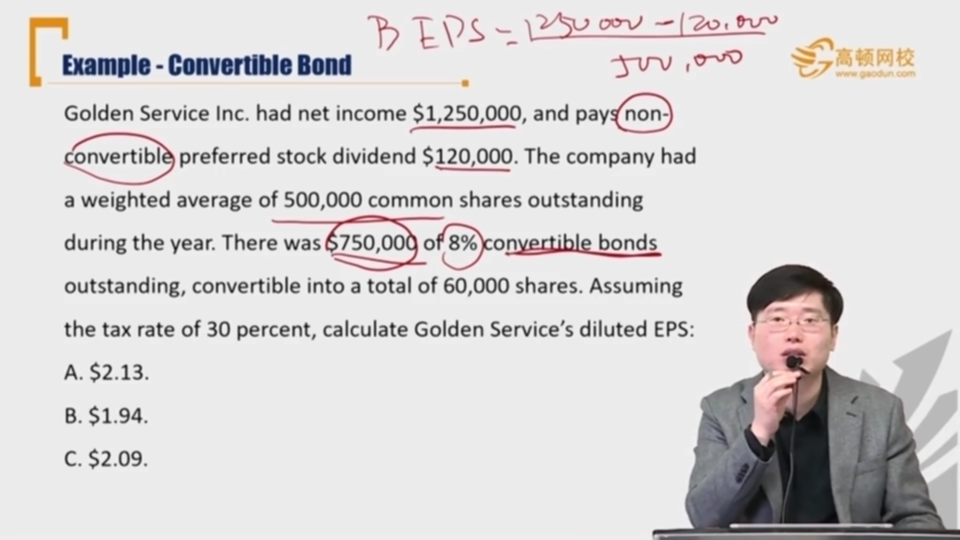 B EPS = 1250000 - 120,000
500,000
Example - Convertible Bond
高顿网校
www.gaodun.com
Golden Service Inc. had net income $1,250,000, and pays non-
convertible preferred stock dividend $120,000. The company had
a weighted average of 500,000 common shares outstanding
during the year. There was $750,000 of 8% convertible bonds
outstanding, convertible into a total of 60,000 shares. Assuming
the tax rate of 30 percent, calculate Golden Service's diluted EPS:
A. $2.13.
B. $1.94.
C. $2.09.